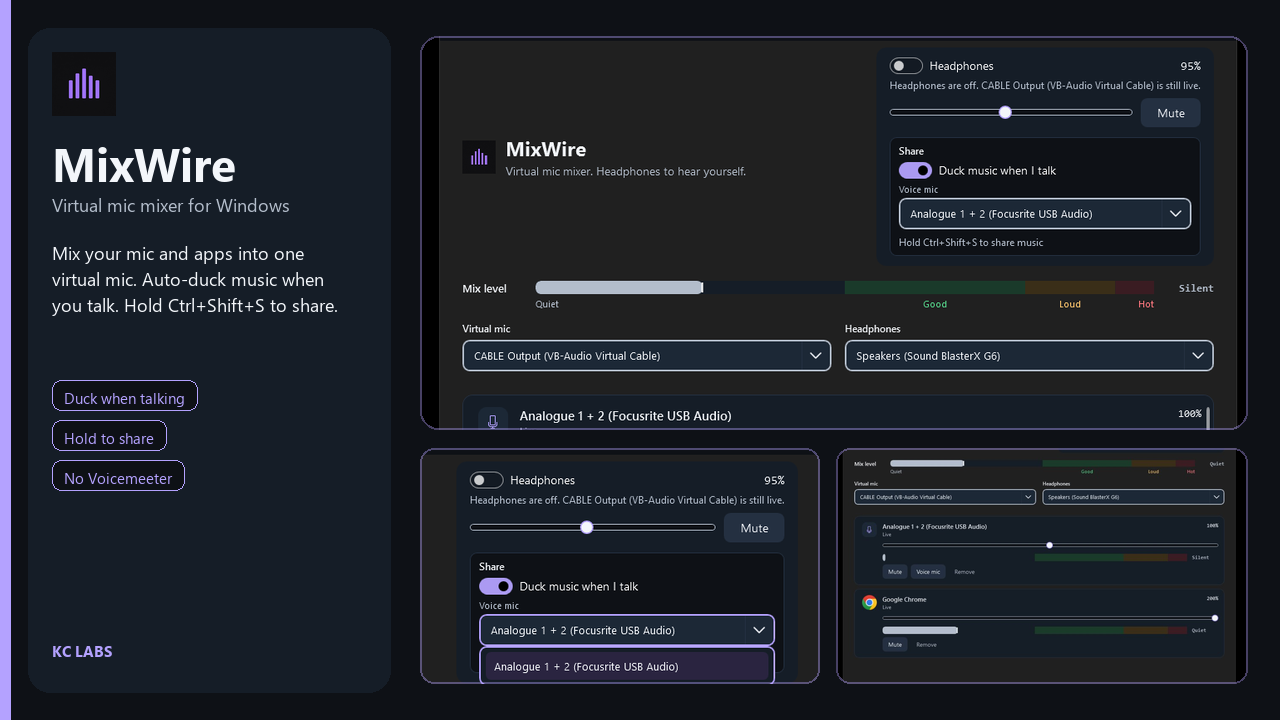 MixWire
Virtual mic mixer for Windows
Mix your mic and apps into one
virtual mic. Auto-duck music when
you talk. Hold Ctrl+Shift+S to share.
Duck when talking
Hold to share
No Voicemeeter
KC LABS
MixWire
Virtual mic mixer. Headphones to hear yourself.
Headphones 95%
Headphones are off. CABLE Output (VB-Audio Virtual Cable) is still live.
Mute
Share
Duck music when I talk
Voice mic
Analogue 1 + 2 (Focusrite USB Audio)
Hold Ctrl+Shift+S to share music
Mix level Silent
Quiet Good Loud Hot
Virtual mic Headphones
CABLE Output (VB-Audio Virtual Cable) Speakers (Sound BlasterX G6)
Analogue 1 + 2 (Focusrite USB Audio) 100%
Headphones 95%
Headphones are off. CABLE Output (VB-Audio Virtual Cable) is still live.
Mute
Share
Duck music when I talk
Voice mic
Analogue 1 + 2 (Focusrite USB Audio)
Analogue 1 + 2 (Focusrite USB Audio)
Mix level Quiet
Quiet Good Loud Hot
Virtual mic Headphones
CABLE Output (VB-Audio Virtual Cable) Speakers (Sound BlasterX G6)
Analogue 1 + 2 (Focusrite USB Audio) 100%
Live
Silent
Mute Voice mic Remove
Google Chrome 200%
Live
Quiet
Mute Remove